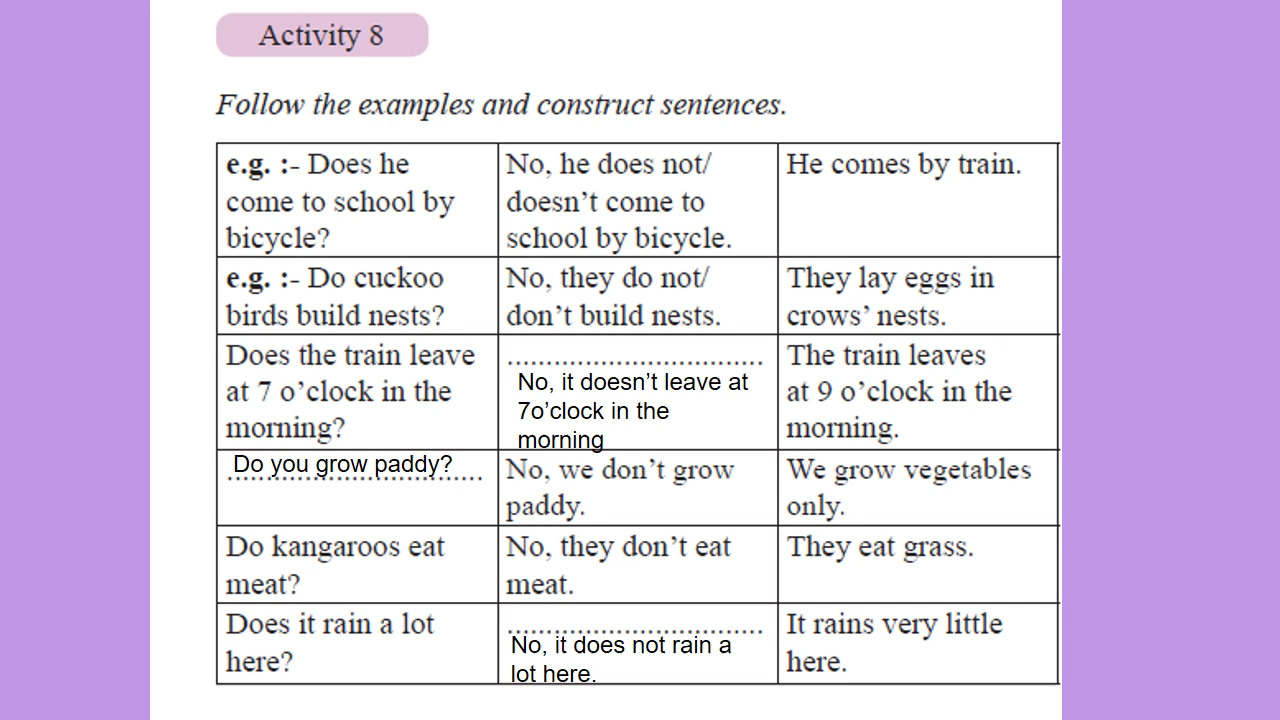 Activity 8
Follow the examples and construct sentences.
e.g. :- Does he
come to school by
bicycle?
No, he does not/
doesn’t come to
school by bicycle.
He comes by train.
e.g. :- Do cuckoo
birds build nests?
No, they do not/
don’t build nests.
They lay eggs in
crows’ nests.
Does the train leave
at 7 o’clock in the
morning?
.................................
No, it doesn’t leave at
7o’clock in the
morning
The train leaves
at 9 o’clock in the
morning.
Do you grow paddy?
.................................
No, we don’t grow
paddy.
We grow vegetables
only.
Do kangaroos eat
meat?
No, they don’t eat
meat.
They eat grass.
Does it rain a lot
here?
.................................
No, it does not rain a
lot here.
It rains very little
here.